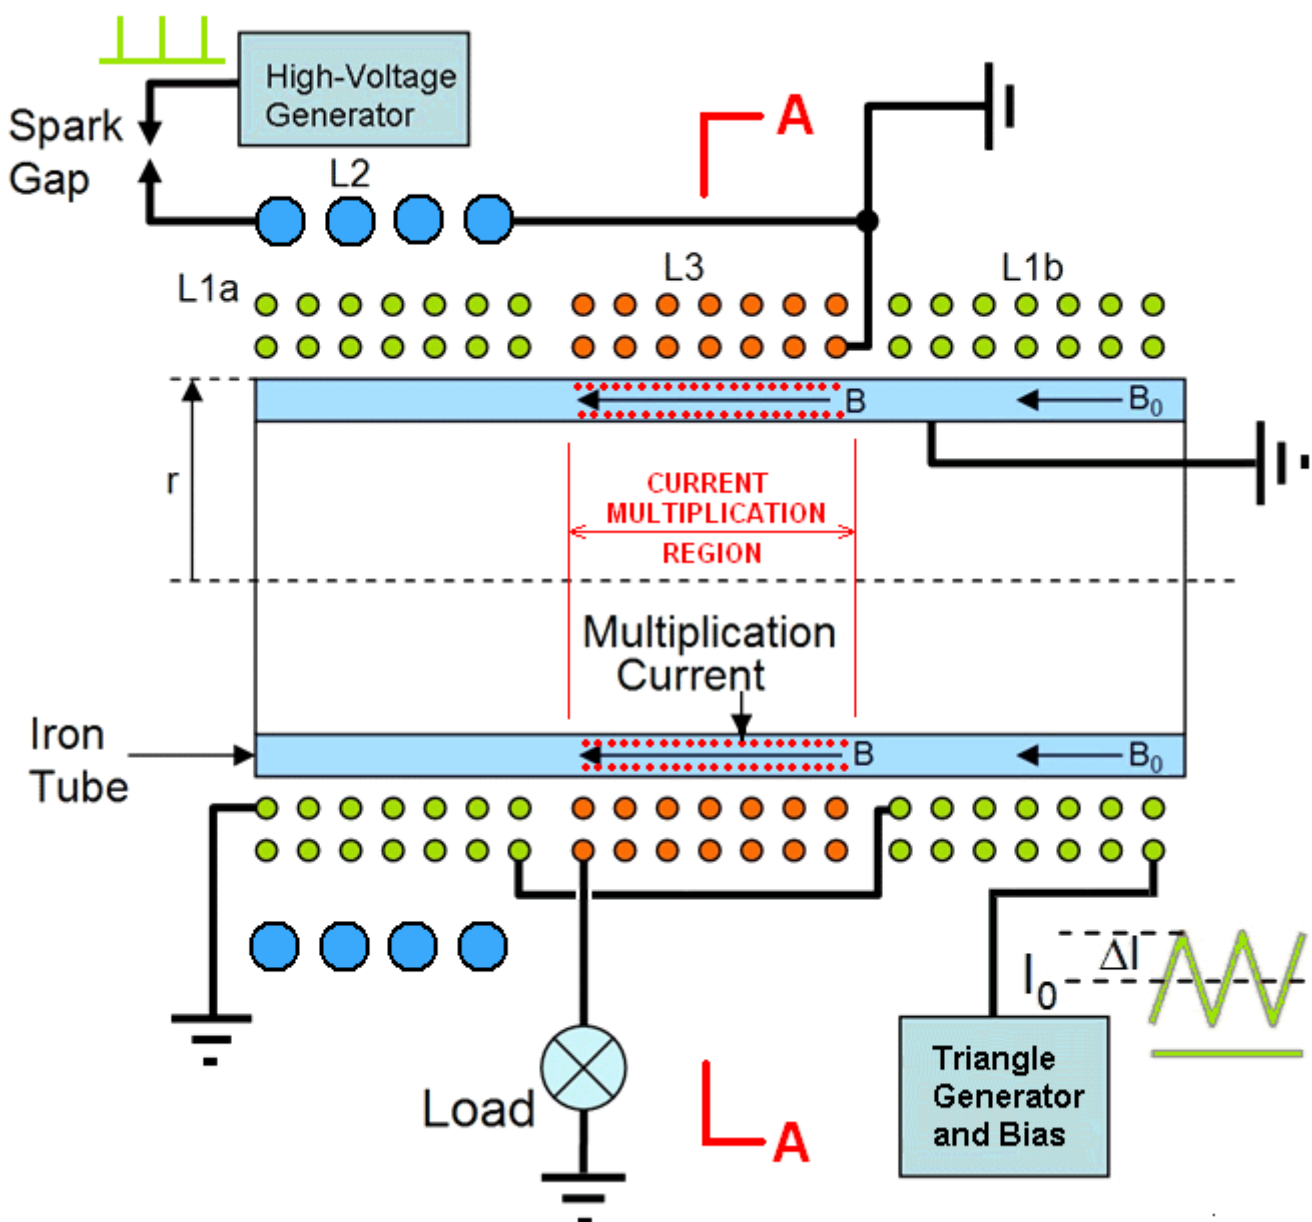 High-Voltage
Generator
Spark
Gap
L2
A
L1a
L3
L1b
B
B₀
r
CURRENT
MULTIPLICATION
REGION
Multiplication
Current
Iron
Tube
B
B₀
ΔI
I₀
Load
Triangle
Generator
and Bias
A